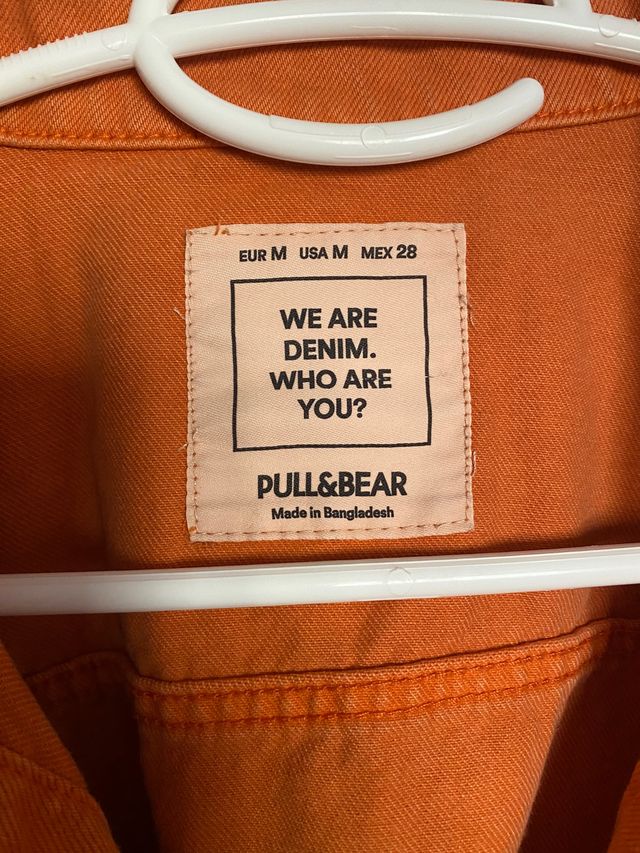 EUR M USA M MEX 28
WE ARE
DENIM.
WHO ARE
YOU?
PULL&BEAR
Made in Bangladesh